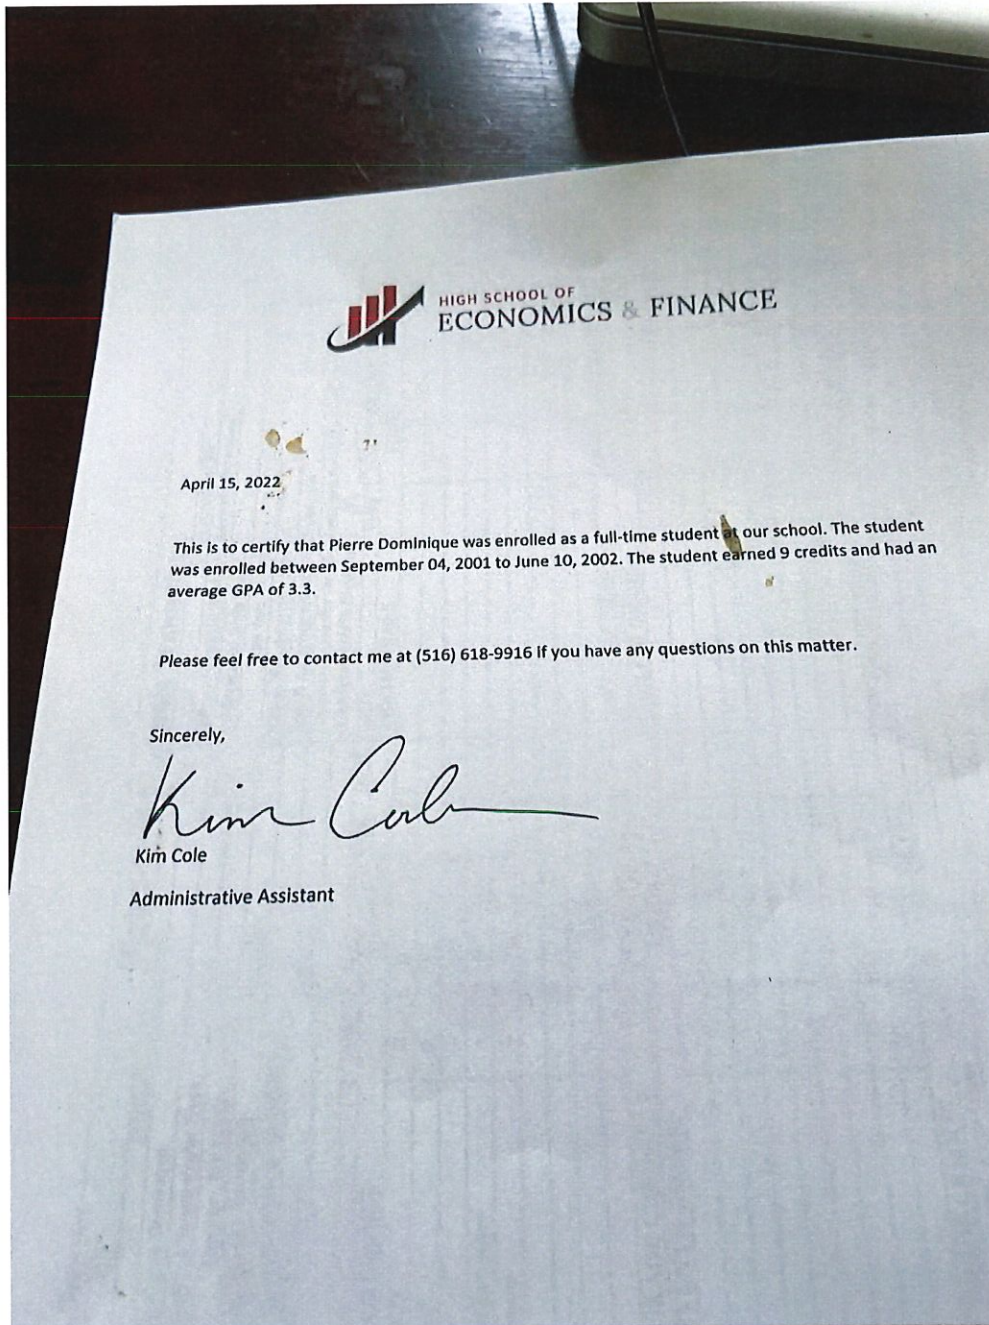 HIGH SCHOOL OF
ECONOMICS & FINANCE
April 15, 2022
This is to certify that Pierre Dominique was enrolled as a full-time student at our school. The student
was enrolled between September 04, 2001 to June 10, 2002. The student earned 9 credits and had an
average GPA of 3.3.
Please feel free to contact me at (516) 618-9916 if you have any questions on this matter.
Sincerely,
Kim Cole
Kim Cole
Administrative Assistant